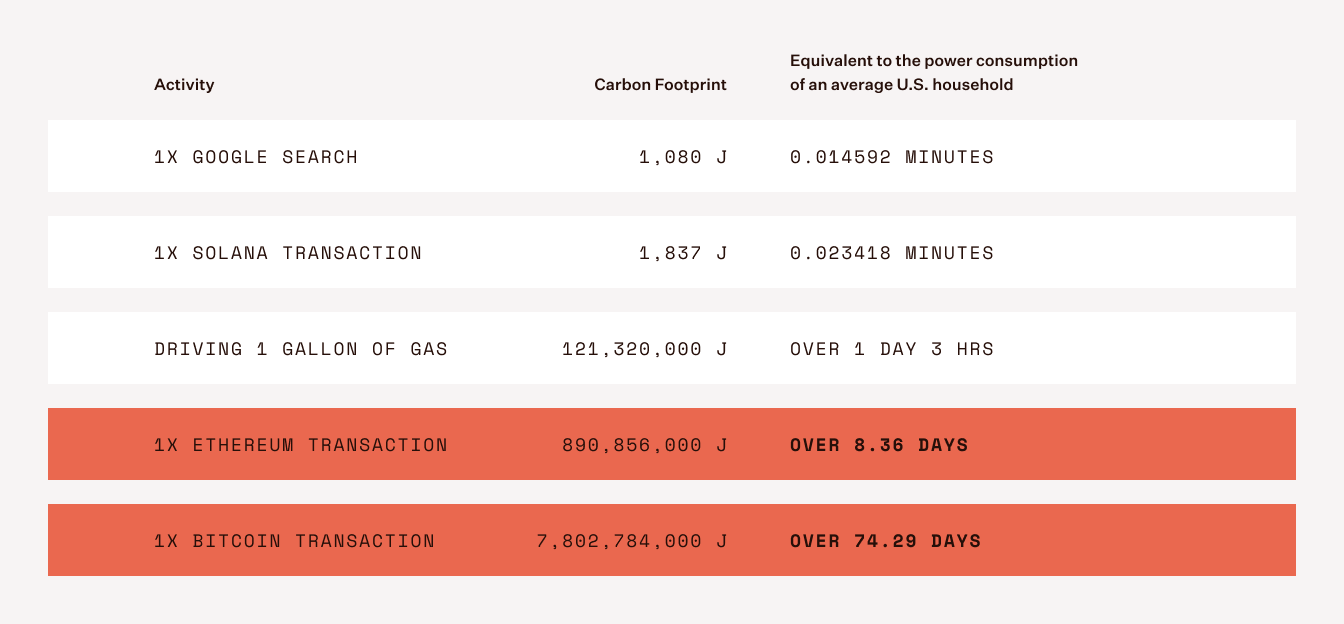 Activity
Carbon Footprint
Equivalent to the power consumption
of an average U.S. household
1X GOOGLE SEARCH 1,080 J 0.014592 MINUTES
1X SOLANA TRANSACTION 1,837 J 0.023418 MINUTES
DRIVING 1 GALLON OF GAS 121,320,000 J OVER 1 DAY 3 HRS
1X ETHEREUM TRANSACTION 890,856,000 J OVER 8.36 DAYS
1X BITCOIN TRANSACTION 7,802,784,000 J OVER 74.29 DAYS